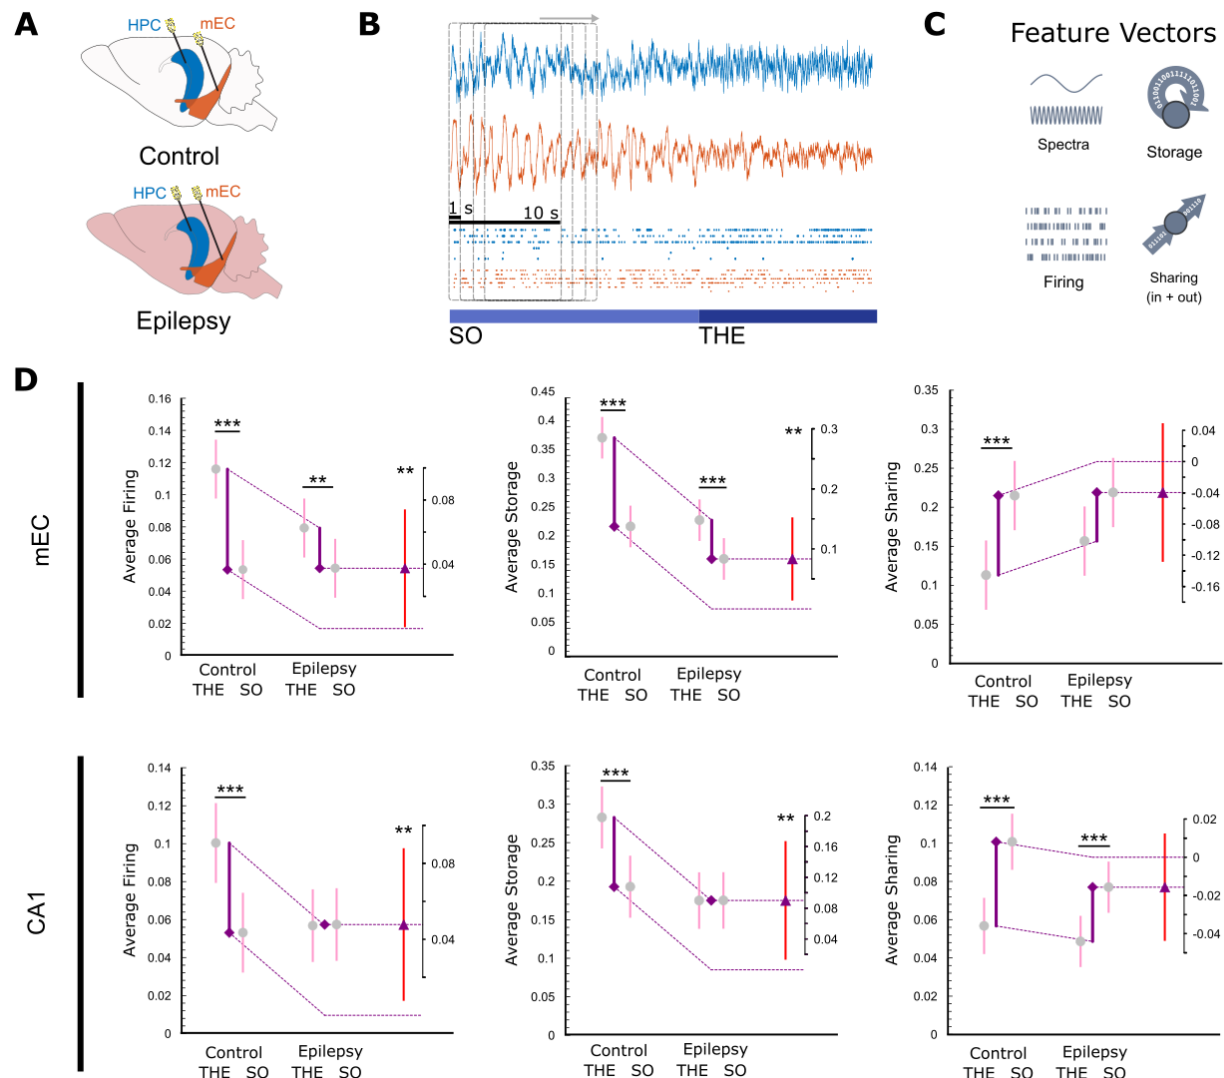 A
HPC
mEC
Control
HPC
mEC
Epilepsy
B
1 s
10 s
SO
THE
C
Feature Vectors
Spectra
Storage
Firing
Sharing
(in + out)
D
mEC
Average Firing
0.16
0.14
0.12
0.1
0.08
0.06
0.04
0.02
0
***
**
**
0.08
0.04
Control
Epilepsy
THE SO
THE SO
Average Storage
0.45
0.4
0.35
0.3
0.25
0.2
0.15
0.1
0.05
0
***
***
**
0.3
0.2
0.1
Control
Epilepsy
THE SO
THE SO
Average Sharing
0.35
0.3
0.25
0.2
0.15
0.1
0.05
0
***
0.04
0
-0.04
-0.08
-0.12
-0.16
Control
Epilepsy
THE SO
THE SO
CA1
Average Firing
0.14
0.12
0.1
0.08
0.06
0.04
0.02
0
***
**
0.08
0.04
Control
Epilepsy
THE SO
THE SO
Average Storage
0.35
0.3
0.25
0.2
0.15
0.1
0.05
0
***
**
0.2
0.16
0.12
0.08
0.04
Control
Epilepsy
THE SO
THE SO
Average Sharing
0.14
0.12
0.1
0.08
0.06
0.04
0.02
0
***
***
0.02
0
-0.02
-0.04
Control
Epilepsy
THE SO
THE SO